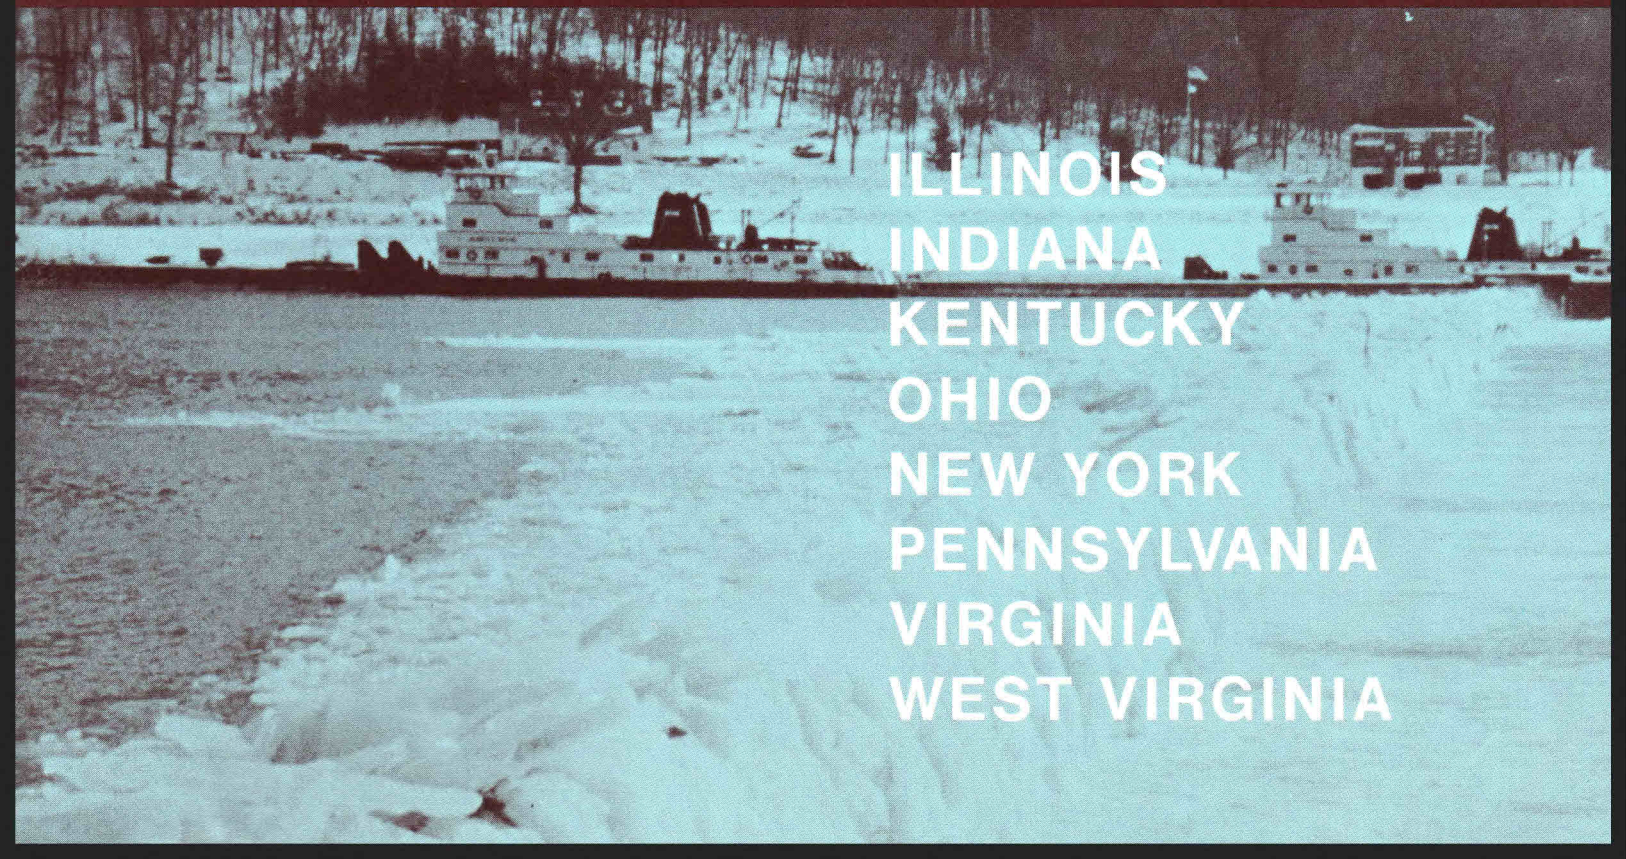 ILLINOIS
INDIANA
KENTUCKY
OHIO
NEW YORK
PENNSYLVANIA
VIRGINIA
WEST VIRGINIA